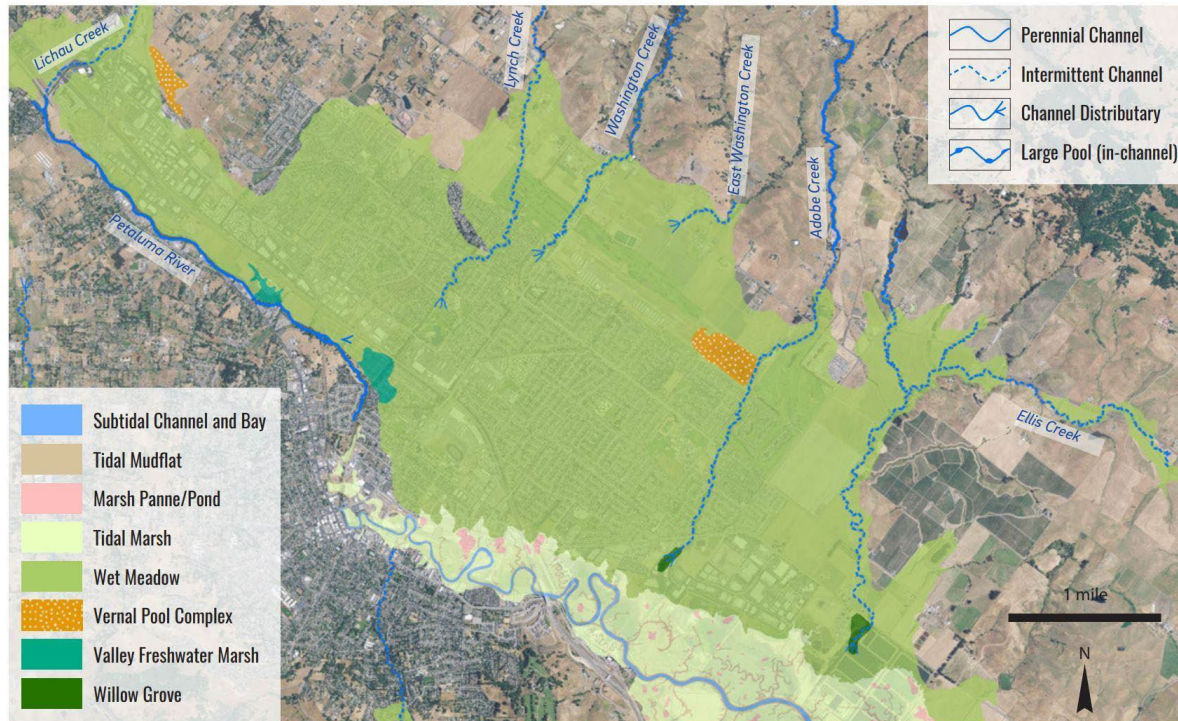 Lichau Creek
Lynch Creek
Washington Creek
East Washington Creek
Adobe Creek
Petaluma River
Ellis Creek
Perennial Channel
Intermittent Channel
Channel Distributary
Large Pool (in-channel)
Subtidal Channel and Bay
Tidal Mudflat
Marsh Panne/Pond
Tidal Marsh
Wet Meadow
Vernal Pool Complex
Valley Freshwater Marsh
Willow Grove
1 mile
N